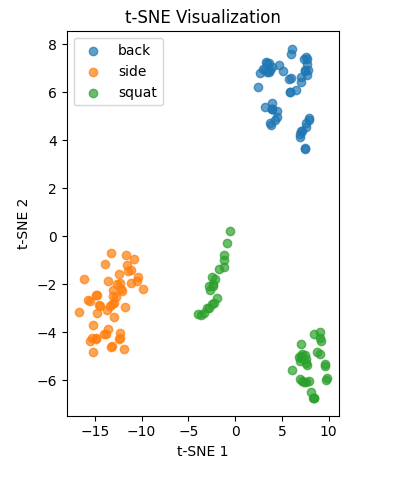 t-SNE Visualization
back
side
squat
8
6
4
2
0
−2
−4
−6
t-SNE 2
−15 −10 −5 0 5 10
t-SNE 1